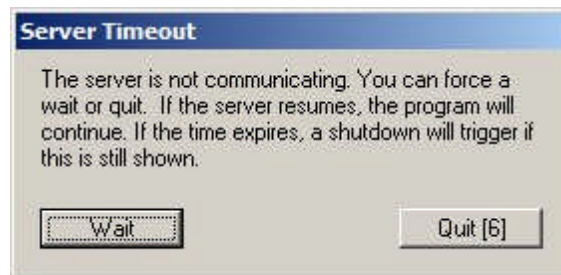 Server Timeout
The server is not communicating. You can force a
wait or quit.  If the server resumes, the program will
continue. If the time expires, a shutdown will trigger if
this is still shown.
Wait
Quit [6]